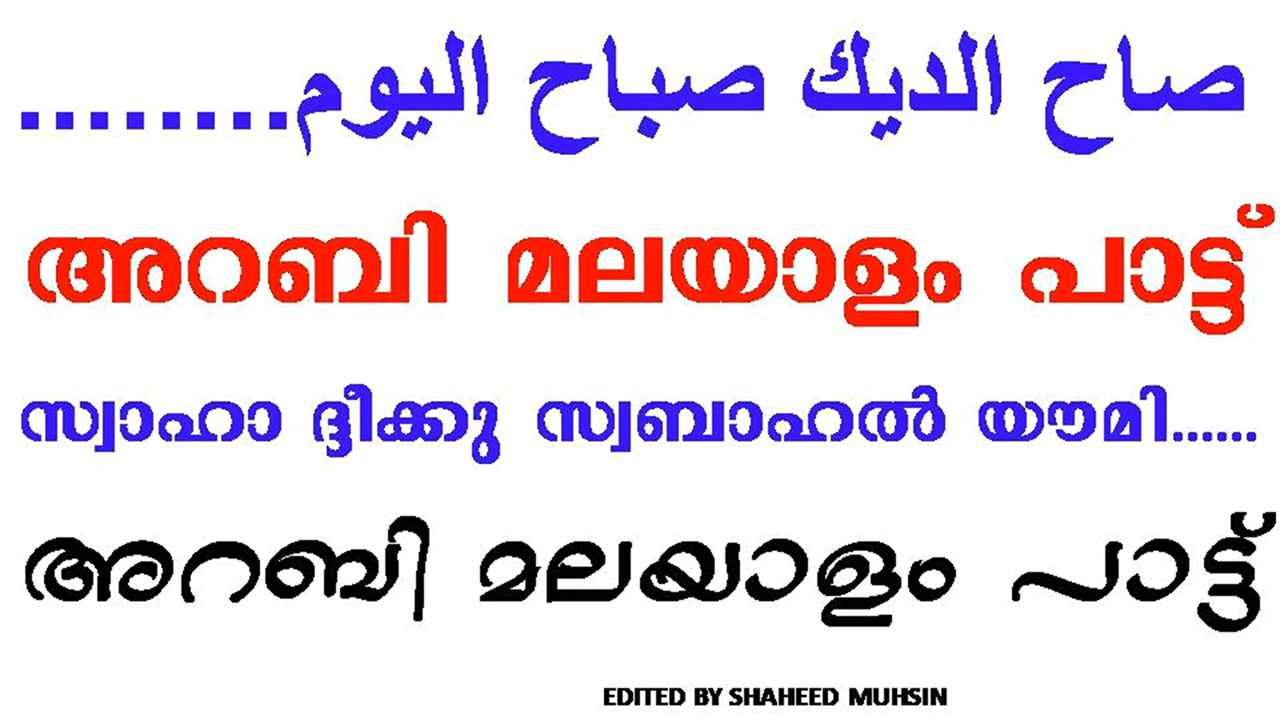 صاح الديك صباح اليوم........
അറബി മലയാളം പാട്ട്
സ്വാഹാ ദ്ദീക്കു സ്വബാഹൽ യൗമി......
അറബി മലയാളം പാട്ട്
EDITED BY SHAHEED MUHSIN